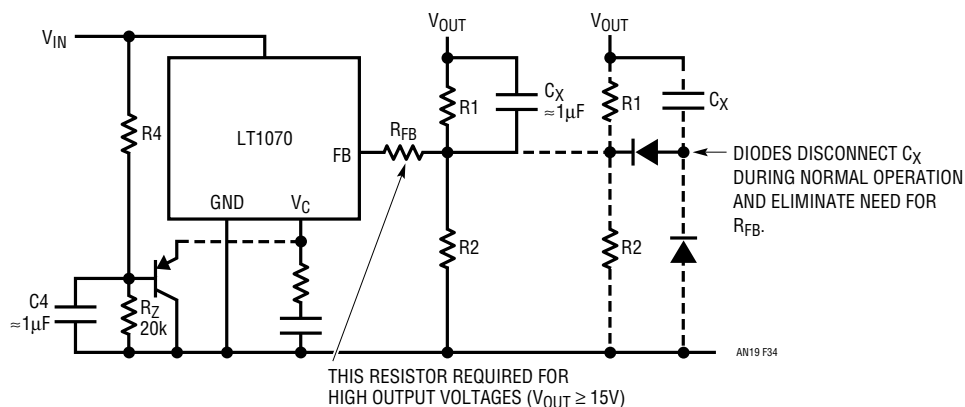 VIN
R4
LT1070
FB
GND
VC
RFB
VOUT
R1
CX
≈1µF
R2
VOUT
R1
CX
R2
DIODES DISCONNECT CX
DURING NORMAL OPERATION
AND ELIMINATE NEED FOR
RFB.
C4
≈1µF
RZ
20k
AN19 F34
THIS RESISTOR REQUIRED FOR
HIGH OUTPUT VOLTAGES (VOUT ≥ 15V)